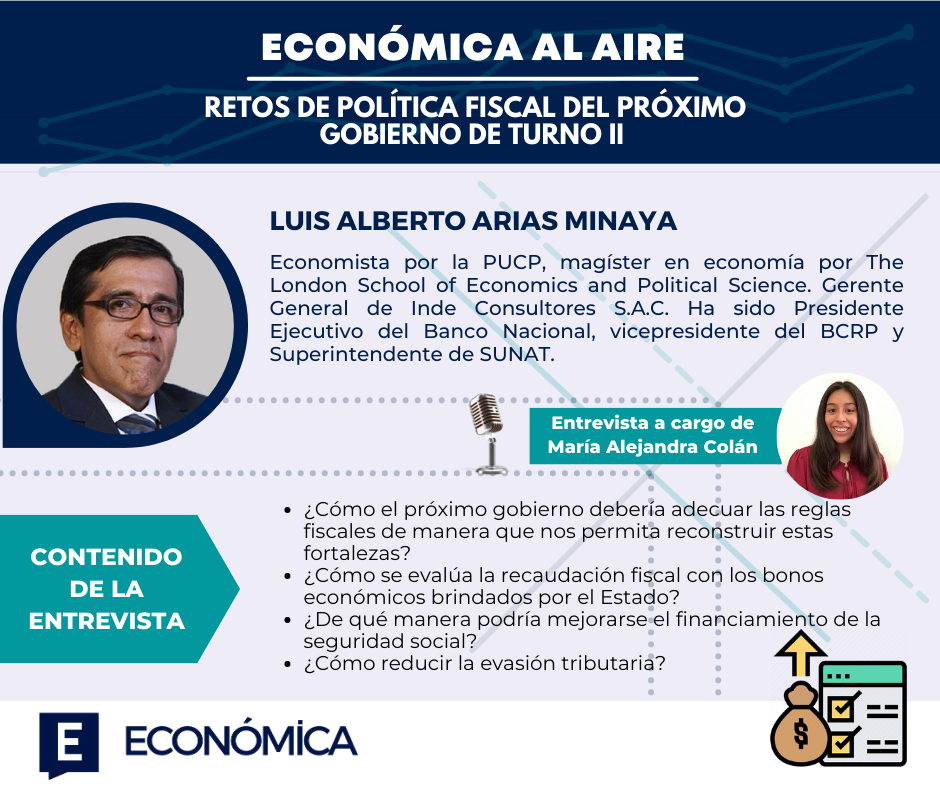 ECONÓMICA AL AIRE
RETOS DE POLÍTICA FISCAL DEL PRÓXIMO
GOBIERNO DE TURNO II
LUIS ALBERTO ARIAS MINAYA
Economista por la PUCP, magíster en economía por The
London School of Economics and Political Science. Gerente
General de Inde Consultores S.A.C. Ha sido Presidente
Ejecutivo del Banco Nacional, vicepresidente del BCRP y
Superintendente de SUNAT.
Entrevista a cargo de
María Alejandra Colán
CONTENIDO
DE LA
ENTREVISTA
• ¿Cómo el próximo gobierno debería adecuar las reglas
fiscales de manera que nos permita reconstruir estas
fortalezas?
• ¿Cómo se evalúa la recaudación fiscal con los bonos
económicos brindados por el Estado?
• ¿De qué manera podría mejorarse el financiamiento de la
seguridad social?
• ¿Cómo reducir la evasión tributaria?
$
E ECONÓMICA